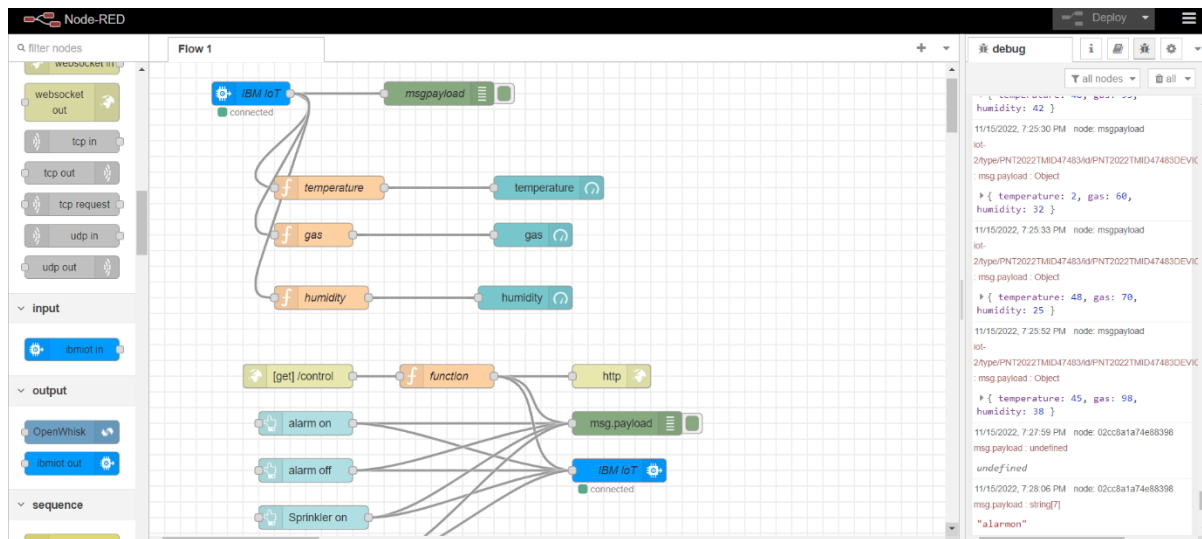 Node-RED
Deploy
filter nodes
websocket in
websocket
out
tcp in
tcp out
tcp request
udp in
udp out
input
ibmiot in
output
OpenWhisk
ibmiot out
sequence
Flow 1
IBM IoT
connected
msgpayload
temperature
temperature
gas
gas
humidity
humidity
[get] /control
function
http
alarm on
msg.payload
alarm off
IBM IoT
connected
Sprinkler on
debug
i
all nodes
all
humidity: 42 }
11/15/2022, 7:25:30 PM node: msgpayload
iot-
2/type/PNT2022TMID47483/id/PNT2022TMID47483DEVIC
: msg.payload : Object
{ temperature: 2, gas: 60,
humidity: 32 }
11/15/2022, 7:25:33 PM node: msgpayload
iot-
2/type/PNT2022TMID47483/id/PNT2022TMID47483DEVIC
: msg.payload : Object
{ temperature: 48, gas: 70,
humidity: 25 }
11/15/2022, 7:25:52 PM node: msgpayload
iot-
2/type/PNT2022TMID47483/id/PNT2022TMID47483DEVIC
: msg.payload : Object
{ temperature: 45, gas: 98,
humidity: 38 }
11/15/2022, 7:27:59 PM node: 02cc8a1a74e88398
msg.payload : undefined
undefined
11/15/2022, 7:28:06 PM node: 02cc8a1a74e88398
msg.payload : string[7]
"alarmon"